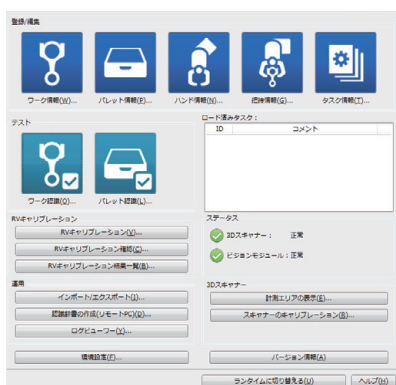 登録/編集
ワーク情報(W)...
パレット情報(P)...
ハンド情報(N)...
把持情報(G)...
タスク情報(T)...
テスト
ワーク認識(O)...
パレット認識(L)...
ロード済みタスク:
ID コメント
RVキャリブレーション
RVキャリブレーション(V)...
RVキャリブレーション確認(C)...
RVキャリブレーション結果一覧(B)...
ステータス
3Dスキャナー: 正常
ビジョンモジュール: 正常
運用
インポート/エクスポート(I)...
認識計書の作成(リモートPC)(D)...
ログビューワー(Y)...
3Dスキャナー
計測エリアの表示(E)...
スキャナーのキャリブレーション(R)...
環境設定(F)...
バージョン情報(A)
ランタイムに切り替える(U)
ヘルプ(H)